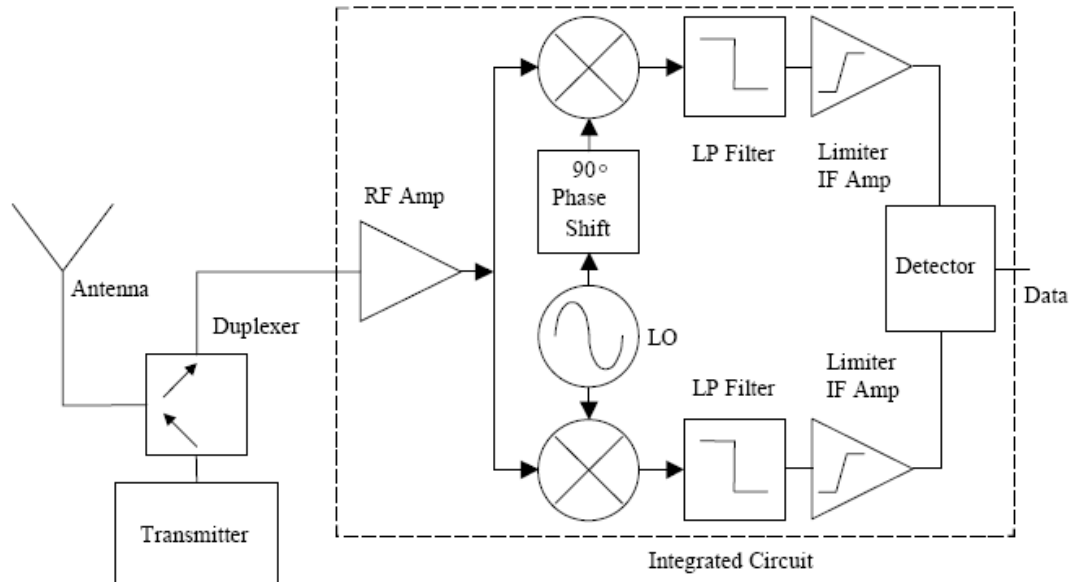 LP Filter
Limiter
IF Amp
90°
Phase
Shift
RF Amp
Antenna
Detector
Data
Duplexer
LO
LP Filter
Limiter
IF Amp
Transmitter
Integrated Circuit